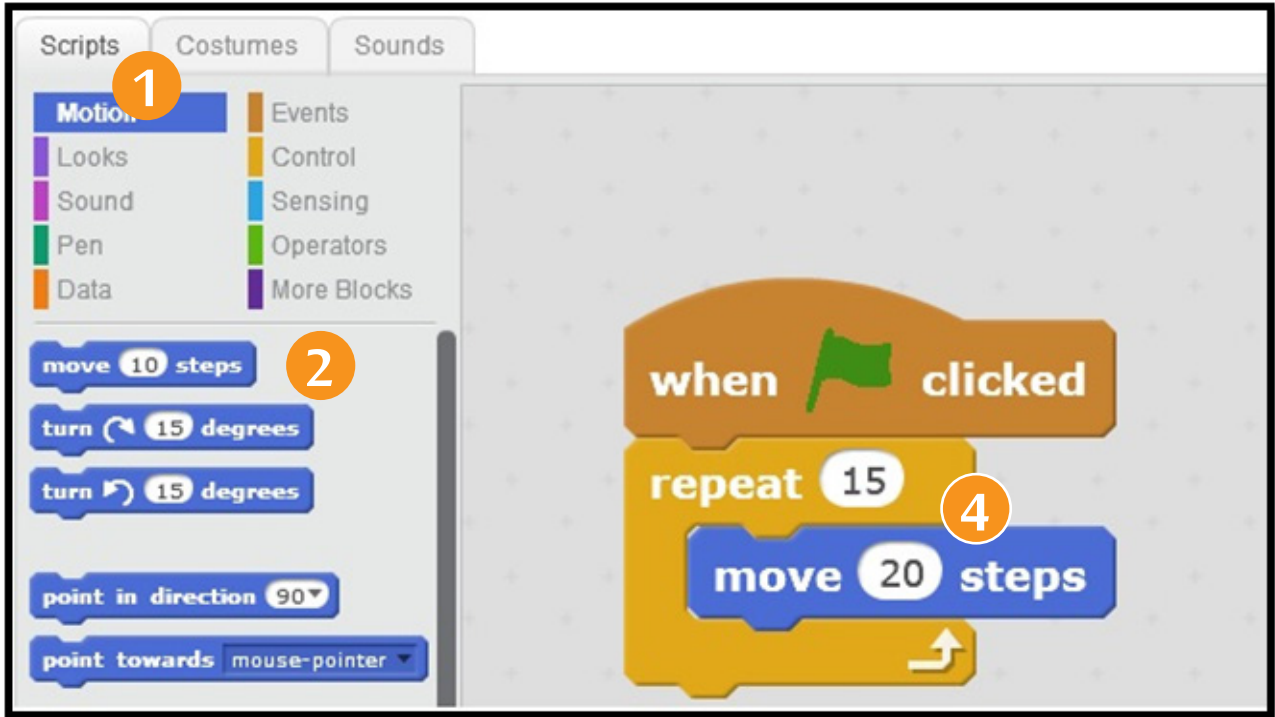 Scripts Costumes Sounds
1
Motion Events
Looks Control
Sound Sensing
Pen Operators
Data More Blocks
move 10 steps
2
turn 15 degrees
turn 15 degrees
point in direction 90
point towards mouse-pointer
when clicked
repeat 15
4
move 20 steps